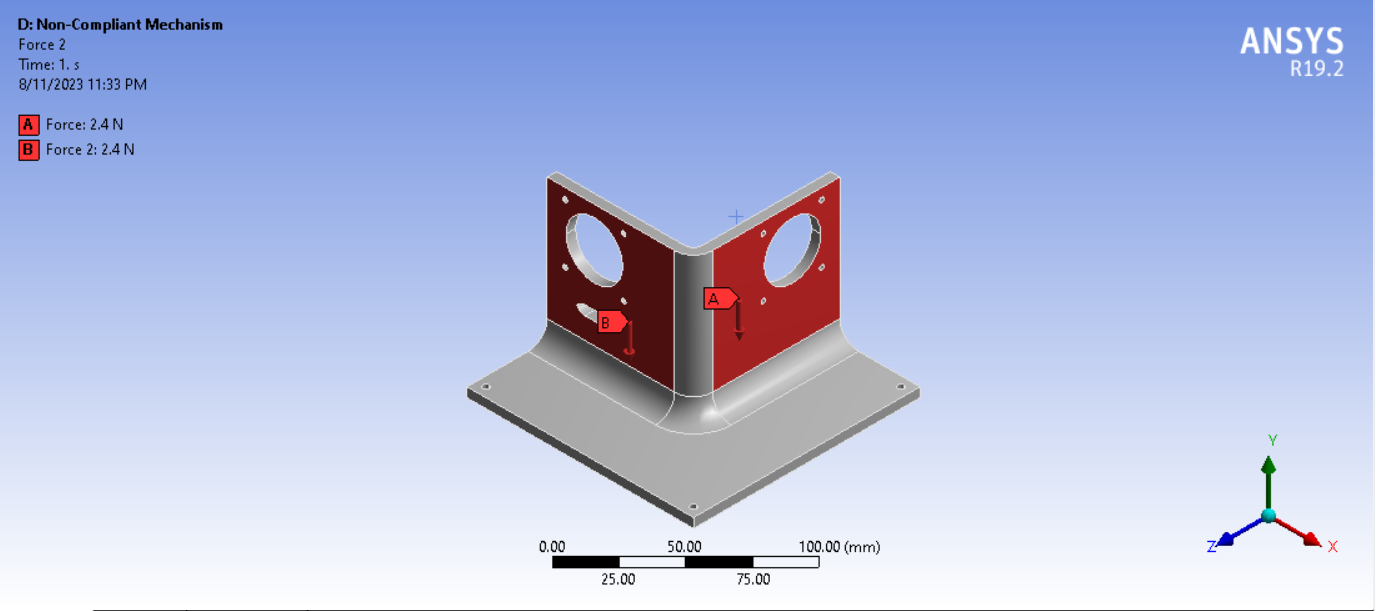 D: Non-Compliant Mechanism
Force 2
Time: 1. s
8/11/2023 11:33 PM
A Force: 2.4 N
B Force 2: 2.4 N
ANSYS
R19.2
A
B
Y
Z
X
0.00 50.00 100.00 (mm)
25.00 75.00